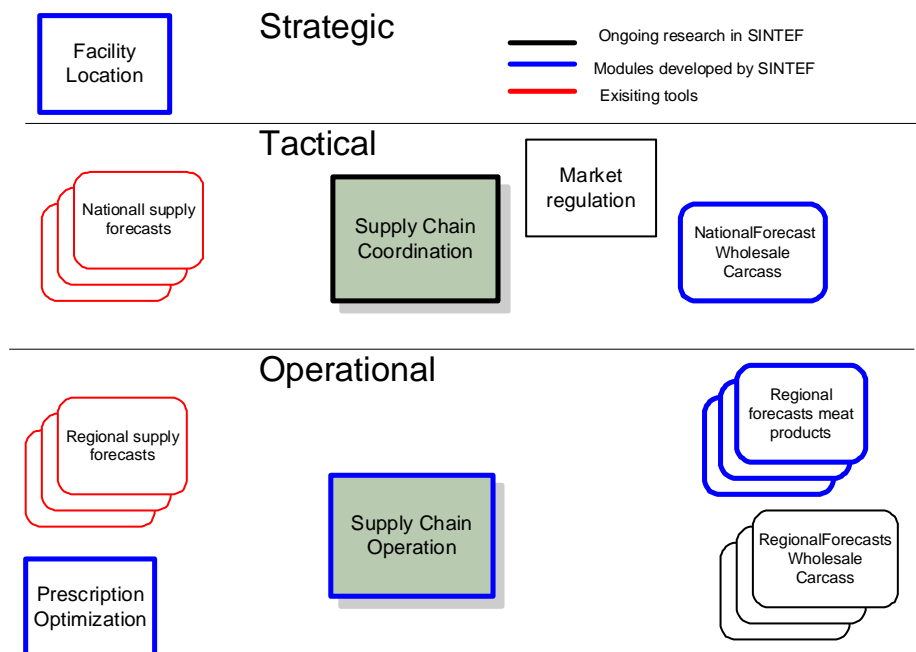 Strategic
Facility
Location
Ongoing research in SINTEF
Modules developed by SINTEF
Exisiting tools
Tactical
Nationall supply
forecasts
Supply Chain
Coordination
Market
regulation
NationalForecast
Wholesale
Carcass
Operational
Regional supply
forecasts
Regional
forecasts meat
products
Supply Chain
Operation
RegionalForecasts
Wholesale
Carcass
Prescription
Optimization